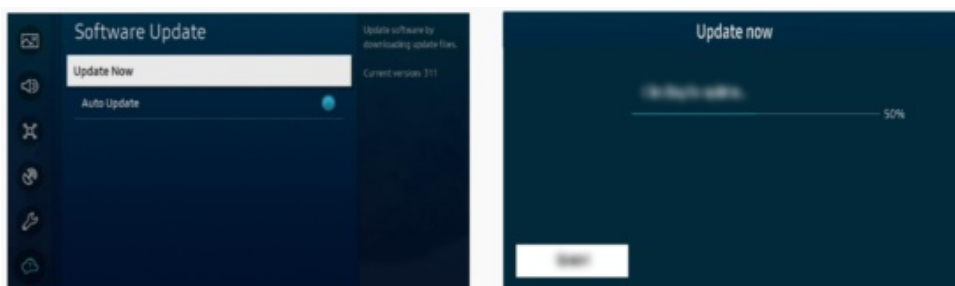 Software Update
Update Now
Auto Update
Update software by
downloading update files.
Current version: 311
Update now
50%